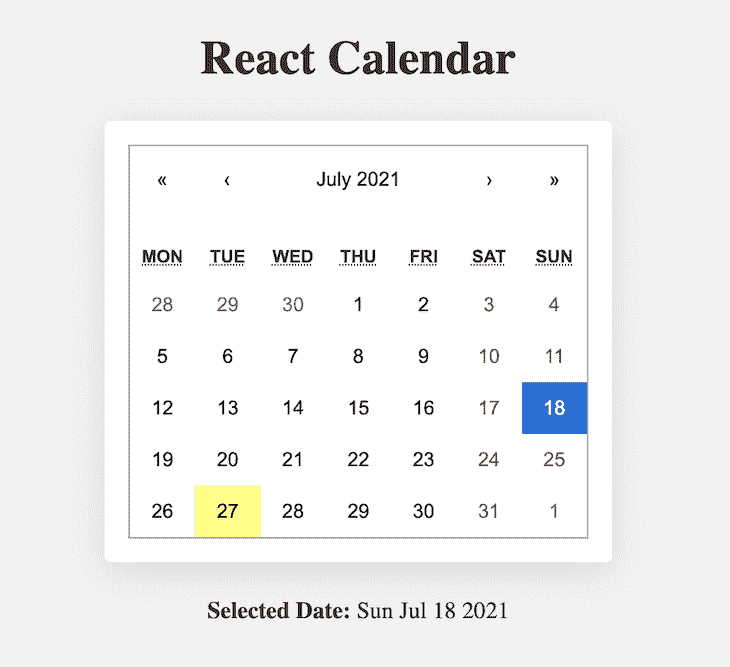 React Calendar
« ‹ July 2021 › »
MON TUE WED THU FRI SAT SUN
28 29 30 1 2 3 4
5 6 7 8 9 10 11
12 13 14 15 16 17 18
19 20 21 22 23 24 25
26 27 28 29 30 31 1
Selected Date: Sun Jul 18 2021